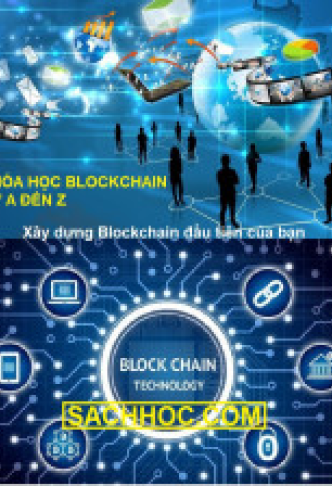 HÓA HỌC BLOCKCHAIN
Ừ A ĐẾN Z
Xây dựng Blockchain đầu tiên của bạn
BLOCK CHAIN
TECHNOLOGY
SACHHOC.COM